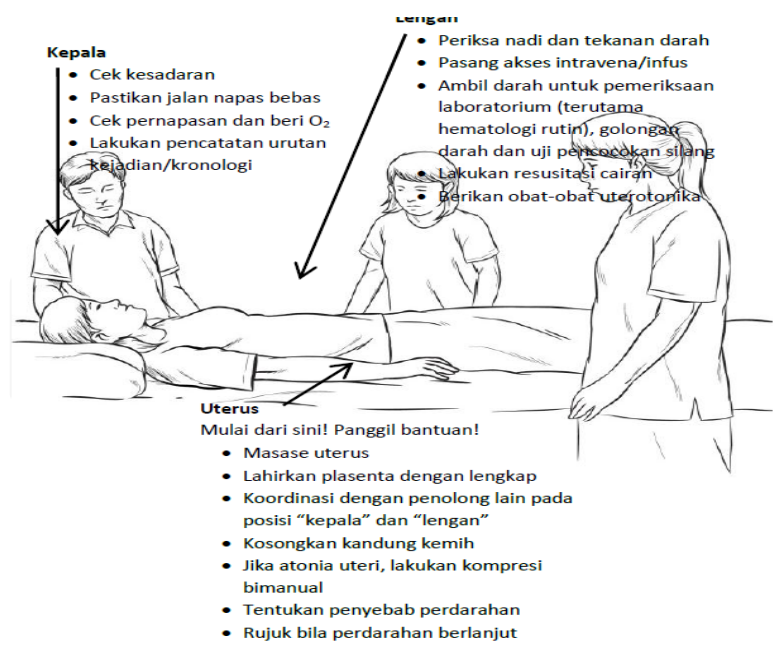 Kepala
• Cek kesadaran
• Pastikan jalan napas bebas
• Cek pernapasan dan beri O₂
• Lakukan pencatatan urutan
kejadian/kronologi
Lengan
• Periksa nadi dan tekanan darah
• Pasang akses intravena/infus
• Ambil darah untuk pemeriksaan
laboratorium (terutama
hematologi rutin), golongan
darah dan uji pencocokan silang
• Lakukan resusitasi cairan
• Berikan obat-obat uterotonika
Uterus
Mulai dari sini! Panggil bantuan!
• Masase uterus
• Lahirkan plasenta dengan lengkap
• Koordinasi dengan penolong lain pada
posisi “kepala” dan “lengan”
• Kosongkan kandung kemih
• Jika atonia uteri, lakukan kompresi
bimanual
• Tentukan penyebab perdarahan
• Rujuk bila perdarahan berlanjut